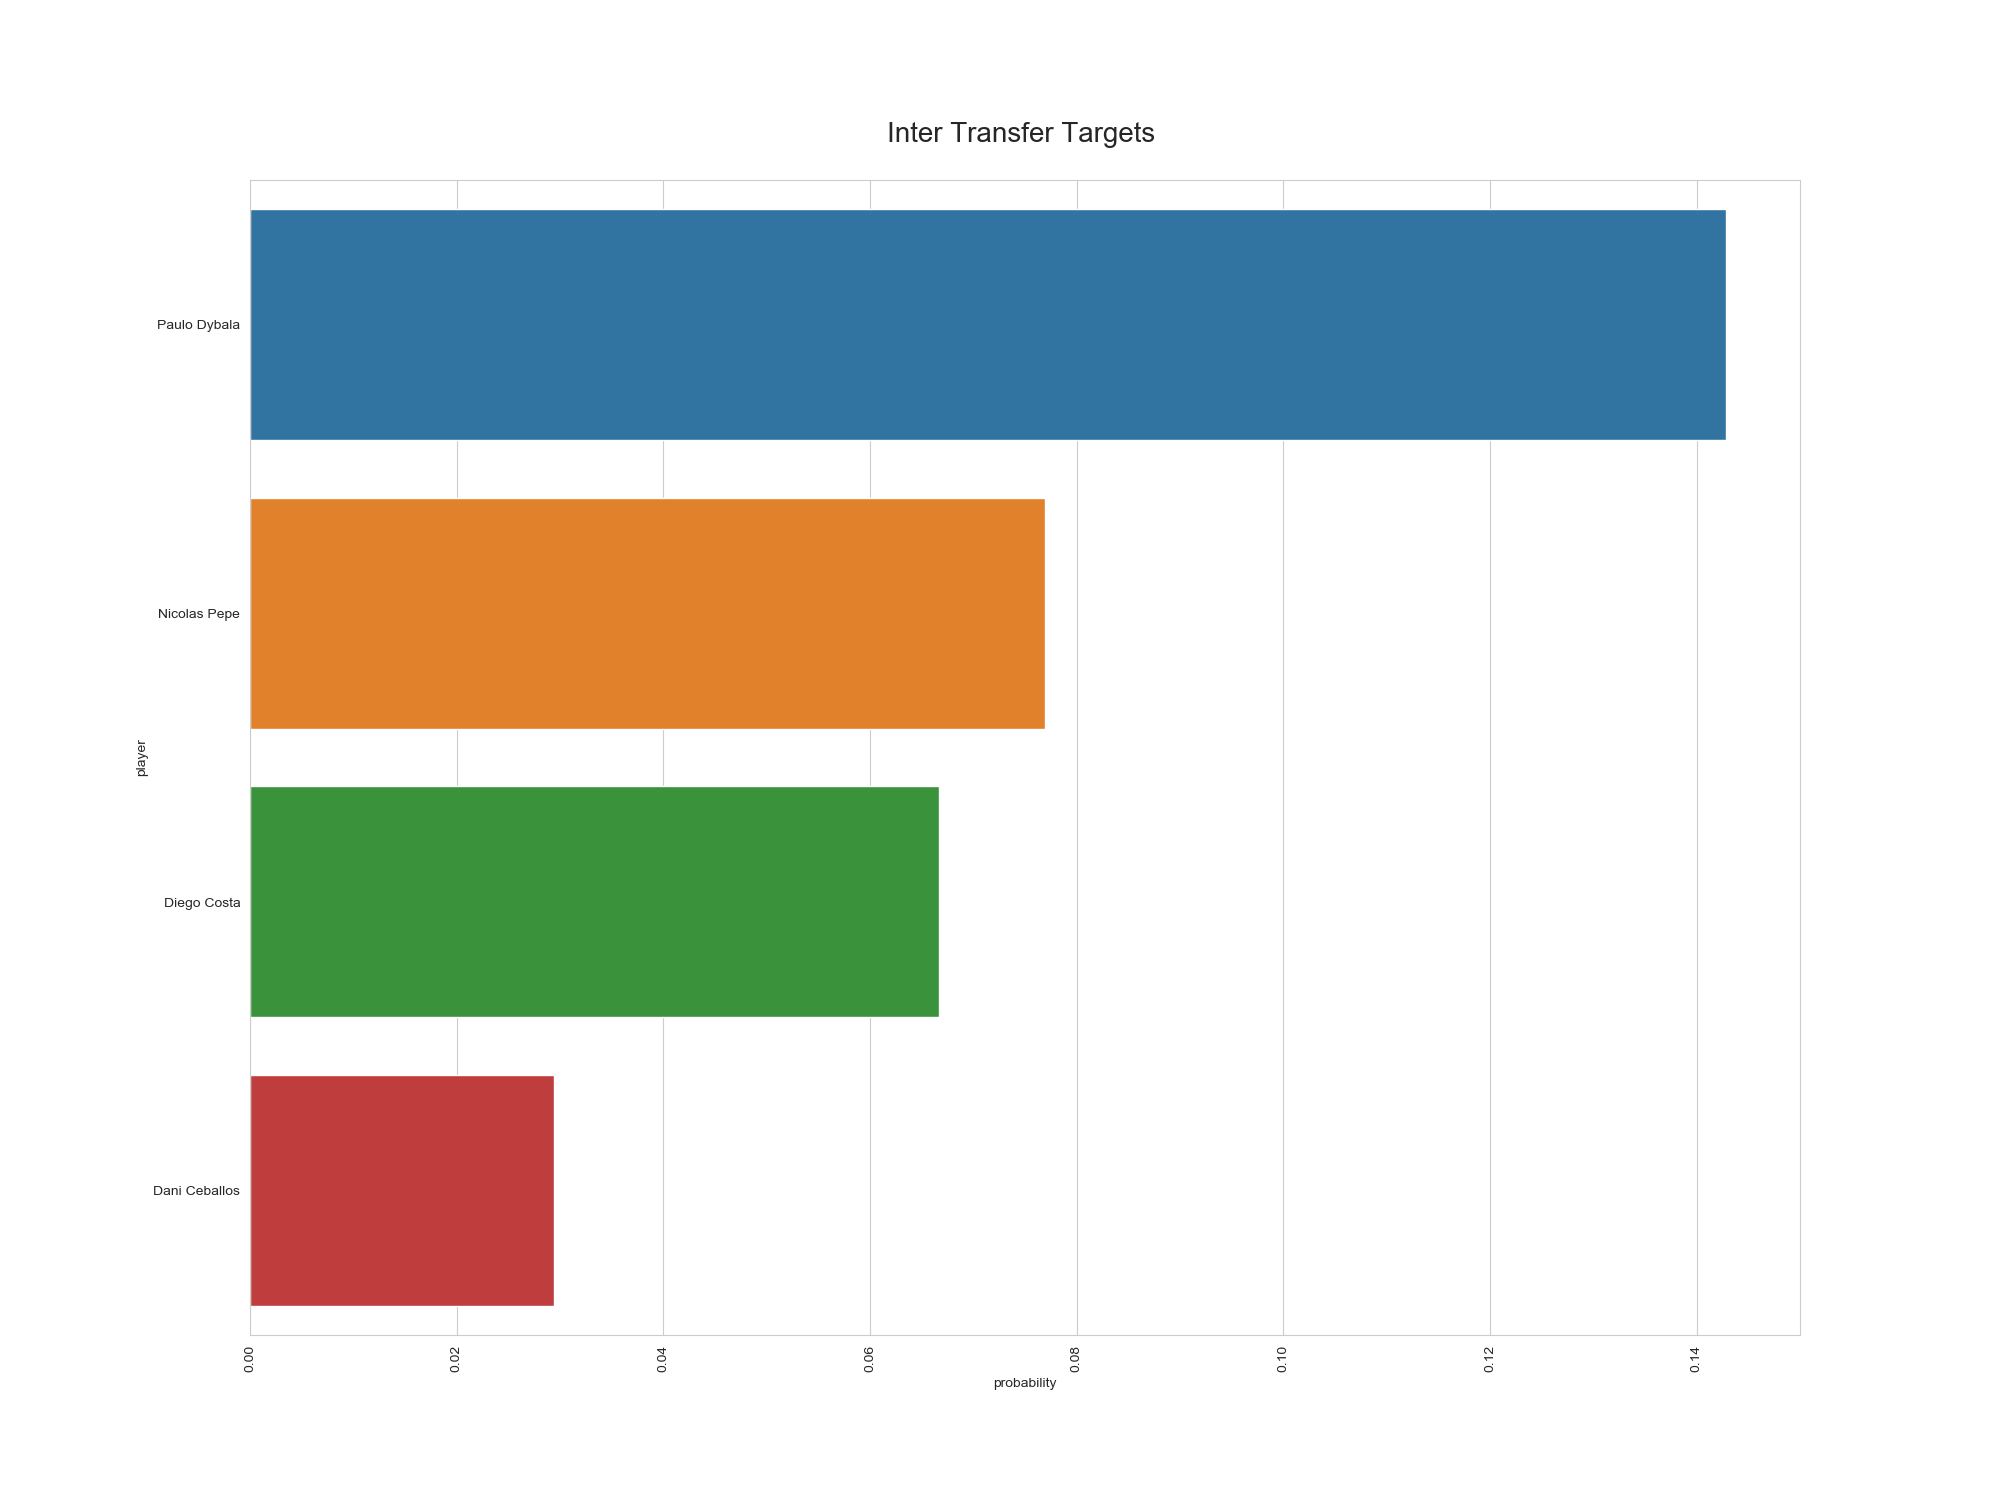 Inter Transfer Targets
Paulo Dybala
Nicolas Pepe
player
Diego Costa
Dani Ceballos
0.00
0.02
0.04
0.06
0.08
0.10
0.12
0.14
probability